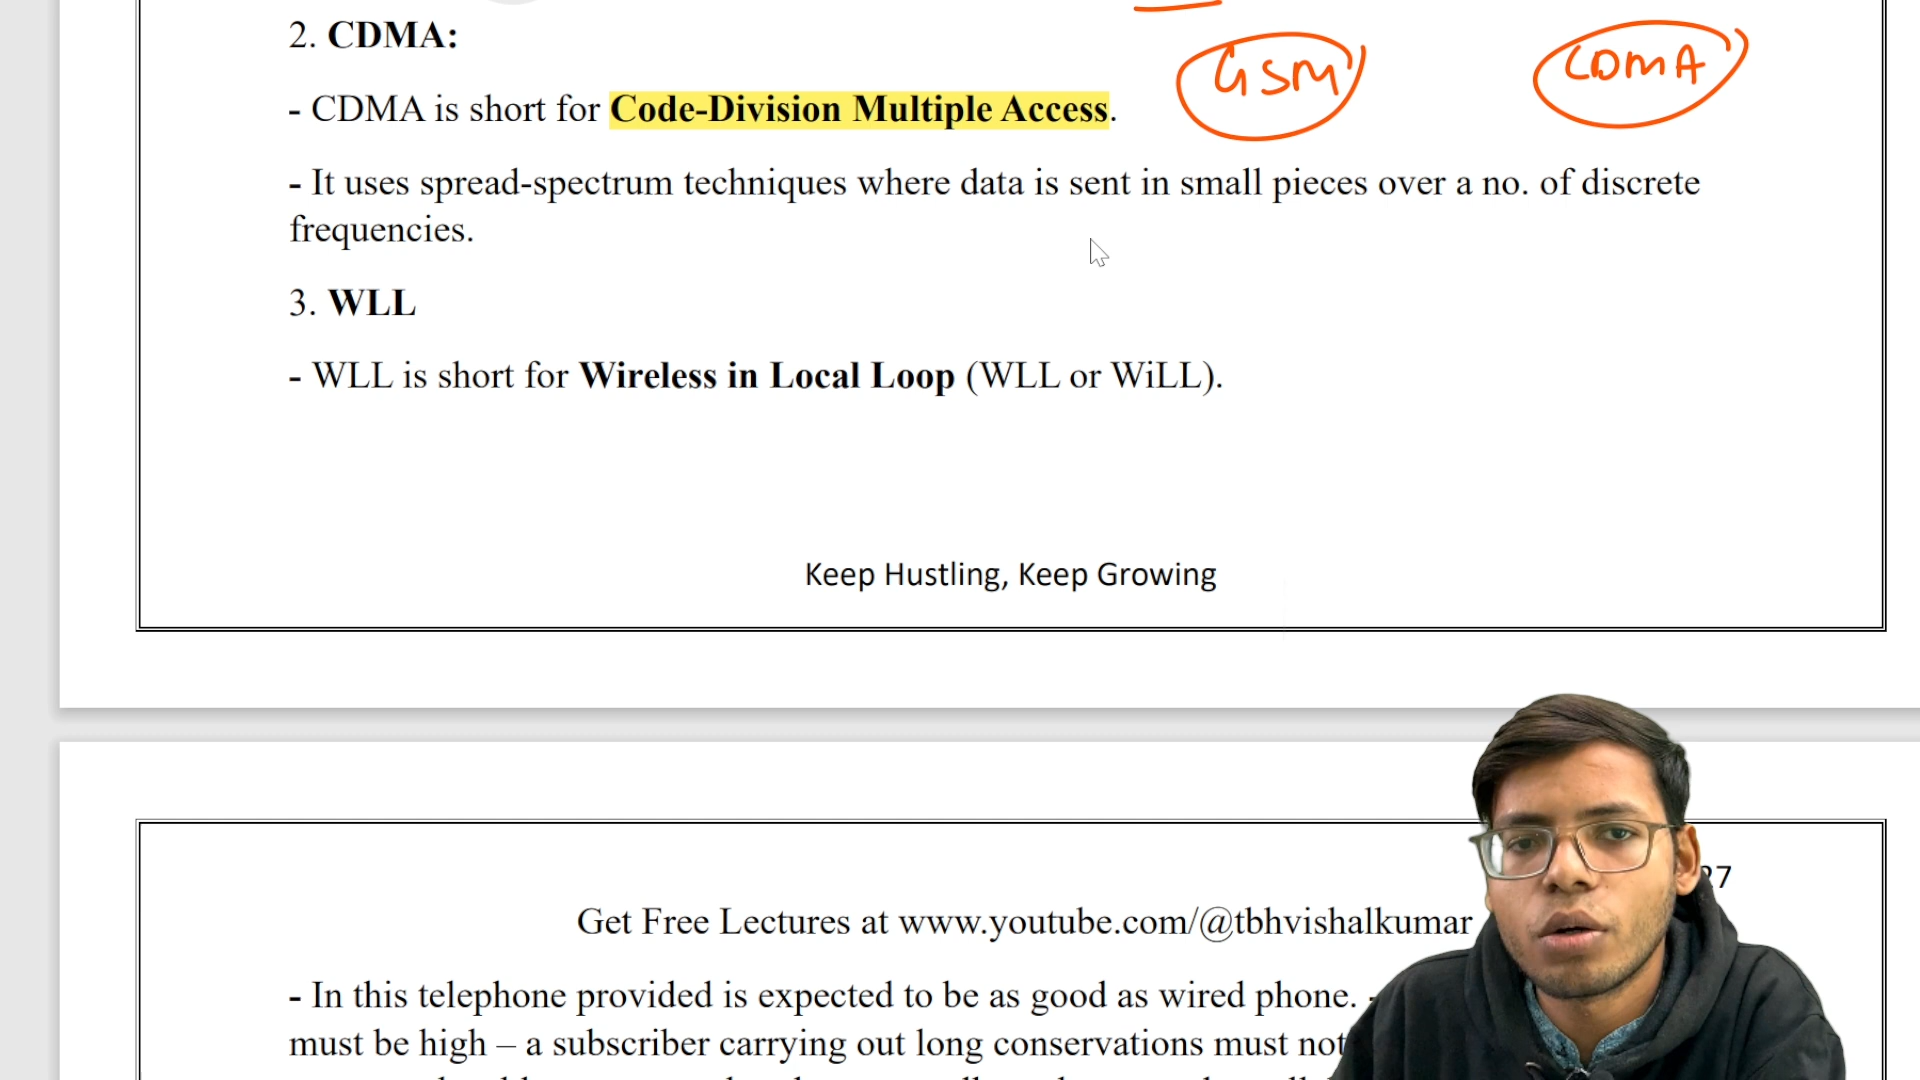 2. CDMA:
GSM
CDMA
- CDMA is short for Code-Division Multiple Access.
- It uses spread-spectrum techniques where data is sent in small pieces over a no. of discrete
frequencies.
3. WLL
- WLL is short for Wireless in Local Loop (WLL or WiLL).
Keep Hustling, Keep Growing
Get Free Lectures at www.youtube.com/@tbhvishalkumar
- In this telephone provided is expected to be as good as wired phone.
must be high – a subscriber carrying out long conservations must not